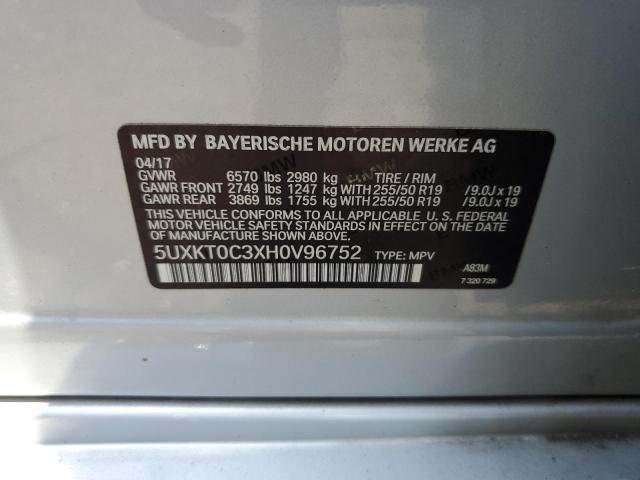 MFD BY BAYERISCHE MOTOREN WERKE AG
04/17
GVWR 6570 lbs 2980 kg TIRE / RIM
GAWR FRONT 2749 lbs 1247 kg WITH 255/50 R19 /9.0J x 19
GAWR REAR 3869 lbs 1755 kg WITH 255/50 R19 /9.0J x 19
THIS VEHICLE CONFORMS TO ALL APPLICABLE U. S. FEDERAL
MOTOR VEHICLE SAFETY STANDARDS IN EFFECT ON THE
DATE OF MANUFACTURE SHOWN ABOVE.
5UXKT0C3XH0V96752 TYPE: MPV A83M
7 320 729